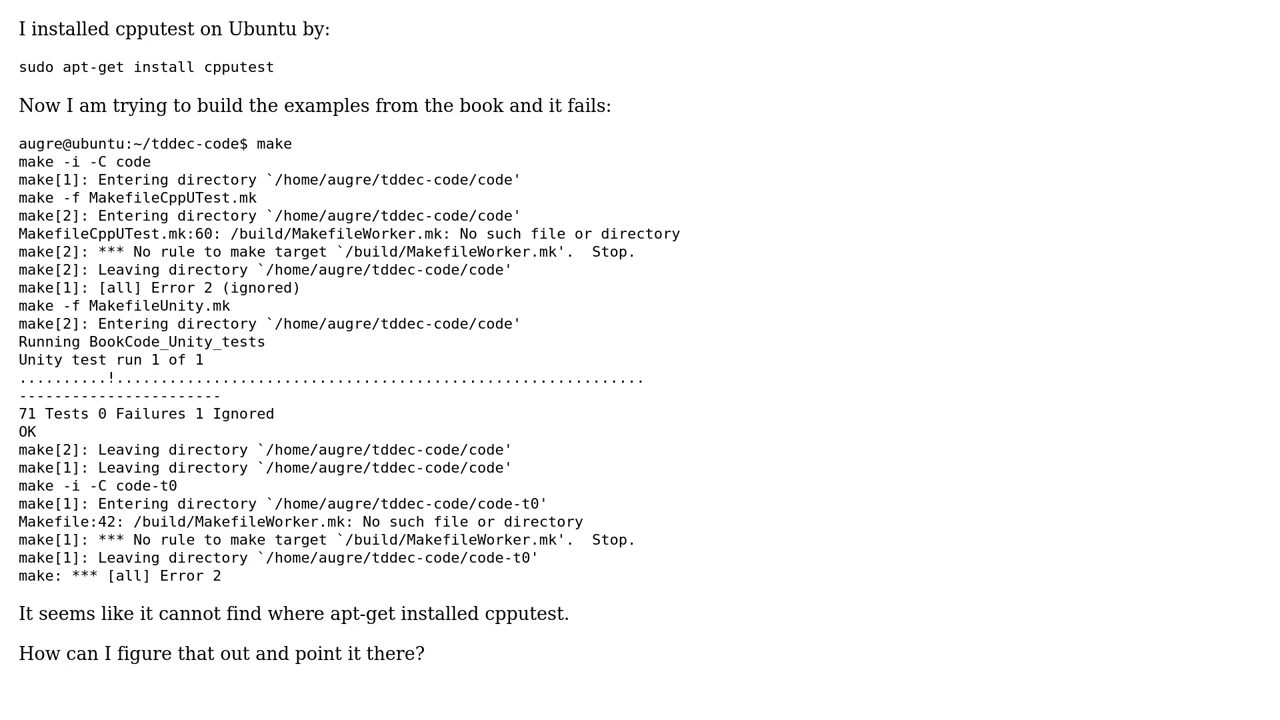 I installed cpputest on Ubuntu by:
sudo apt-get install cpputest
Now I am trying to build the examples from the book and it fails:
augre@ubuntu:~/tddec-code$ make
make -i -C code
make[1]: Entering directory `/home/augre/tddec-code/code'
make -f MakefileCppUTest.mk
make[2]: Entering directory `/home/augre/tddec-code/code'
MakefileCppUTest.mk:60: /build/MakefileWorker.mk: No such file or directory
make[2]: *** No rule to make target `/build/MakefileWorker.mk'.  Stop.
make[2]: Leaving directory `/home/augre/tddec-code/code'
make[1]: [all] Error 2 (ignored)
make -f MakefileUnity.mk
make[2]: Entering directory `/home/augre/tddec-code/code'
Running BookCode_Unity_tests
Unity test run 1 of 1
..........!............................................................
-----------------------
71 Tests 0 Failures 1 Ignored
OK
make[2]: Leaving directory `/home/augre/tddec-code/code'
make[1]: Leaving directory `/home/augre/tddec-code/code'
make -i -C code-t0
make[1]: Entering directory `/home/augre/tddec-code/code-t0'
Makefile:42: /build/MakefileWorker.mk: No such file or directory
make[1]: *** No rule to make target `/build/MakefileWorker.mk'.  Stop.
make[1]: Leaving directory `/home/augre/tddec-code/code-t0'
make: *** [all] Error 2
It seems like it cannot find where apt-get installed cpputest.
How can I figure that out and point it there?